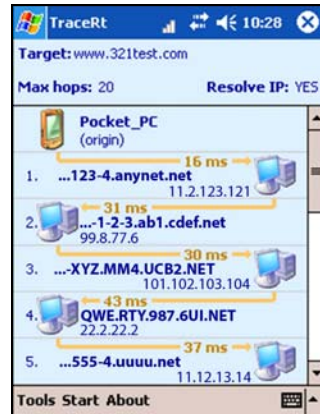 TraceRt 10:28
Target: www.321test.com
Max hops: 20 Resolve IP: YES
Pocket_PC
(origin)
16 ms
1. ...123-4.anynet.net
11.2.123.121
31 ms
2. ...-1-2-3.ab1.cdef.net
99.8.77.6
30 ms
3. ...-XYZ.MM4.UCB2.NET
101.102.103.104
43 ms
4. QWE.RTY.987.6UI.NET
22.2.22.2
37 ms
5. ...555-4.uuuu.net
11.12.13.14
Tools Start About